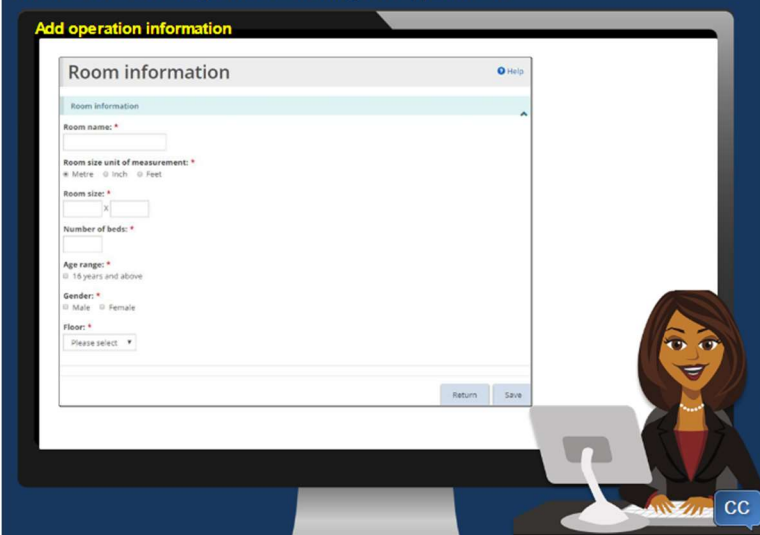 Add operation information
Room information
Help
Room information
Room name: *
Room size unit of measurement: *
Metre Inch Feet
Room size: *
X
Number of beds: *
Age range: *
16 years and above
Gender: *
Male Female
Floor: *
Please select
Return Save
CC